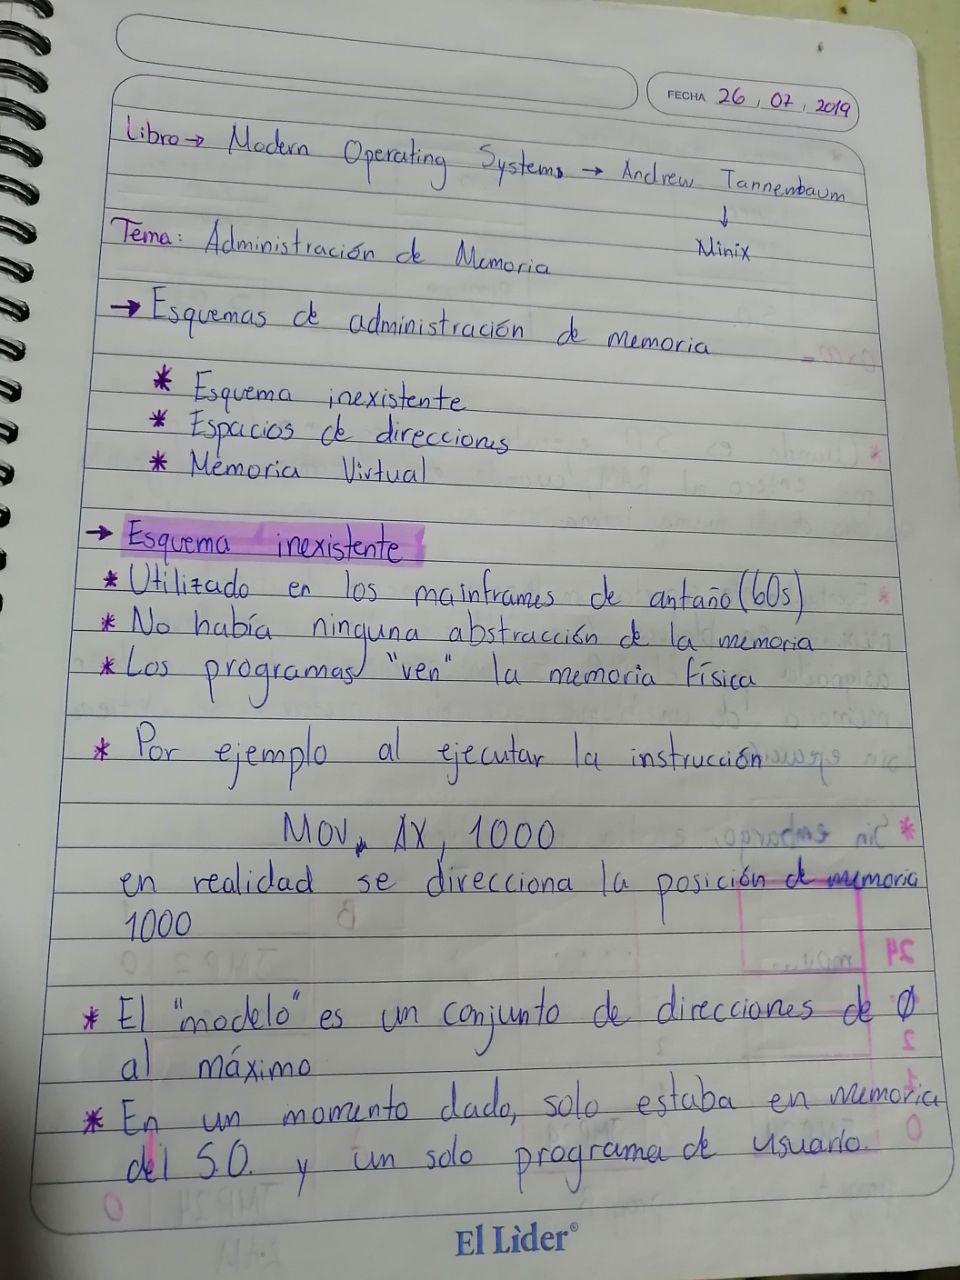 FECHA 26, 07, 2019
Libro → Modern Operating Systems → Andrew Tannenbaum
↓
Minix
Tema: Administración de Memoria
→ Esquemas de administración de memoria
* Esquema inexistente
* Espacios de direcciones
* Memoria Virtual
→ Esquema inexistente
* Utilizado en los mainframes de antaño (60s)
* No había ninguna abstracción de la memoria
* Los programas "ven" la memoria física
* Por ejemplo al ejecutar la instrucción
MOV, AX, 1000
en realidad se direcciona la posición de memoria
1000
* El "modelo" es un conjunto de direcciones de Ø
al máximo
* En un momento dado, solo estaba en memoria
del S.O. y un solo programa de usuario.
El Lider®